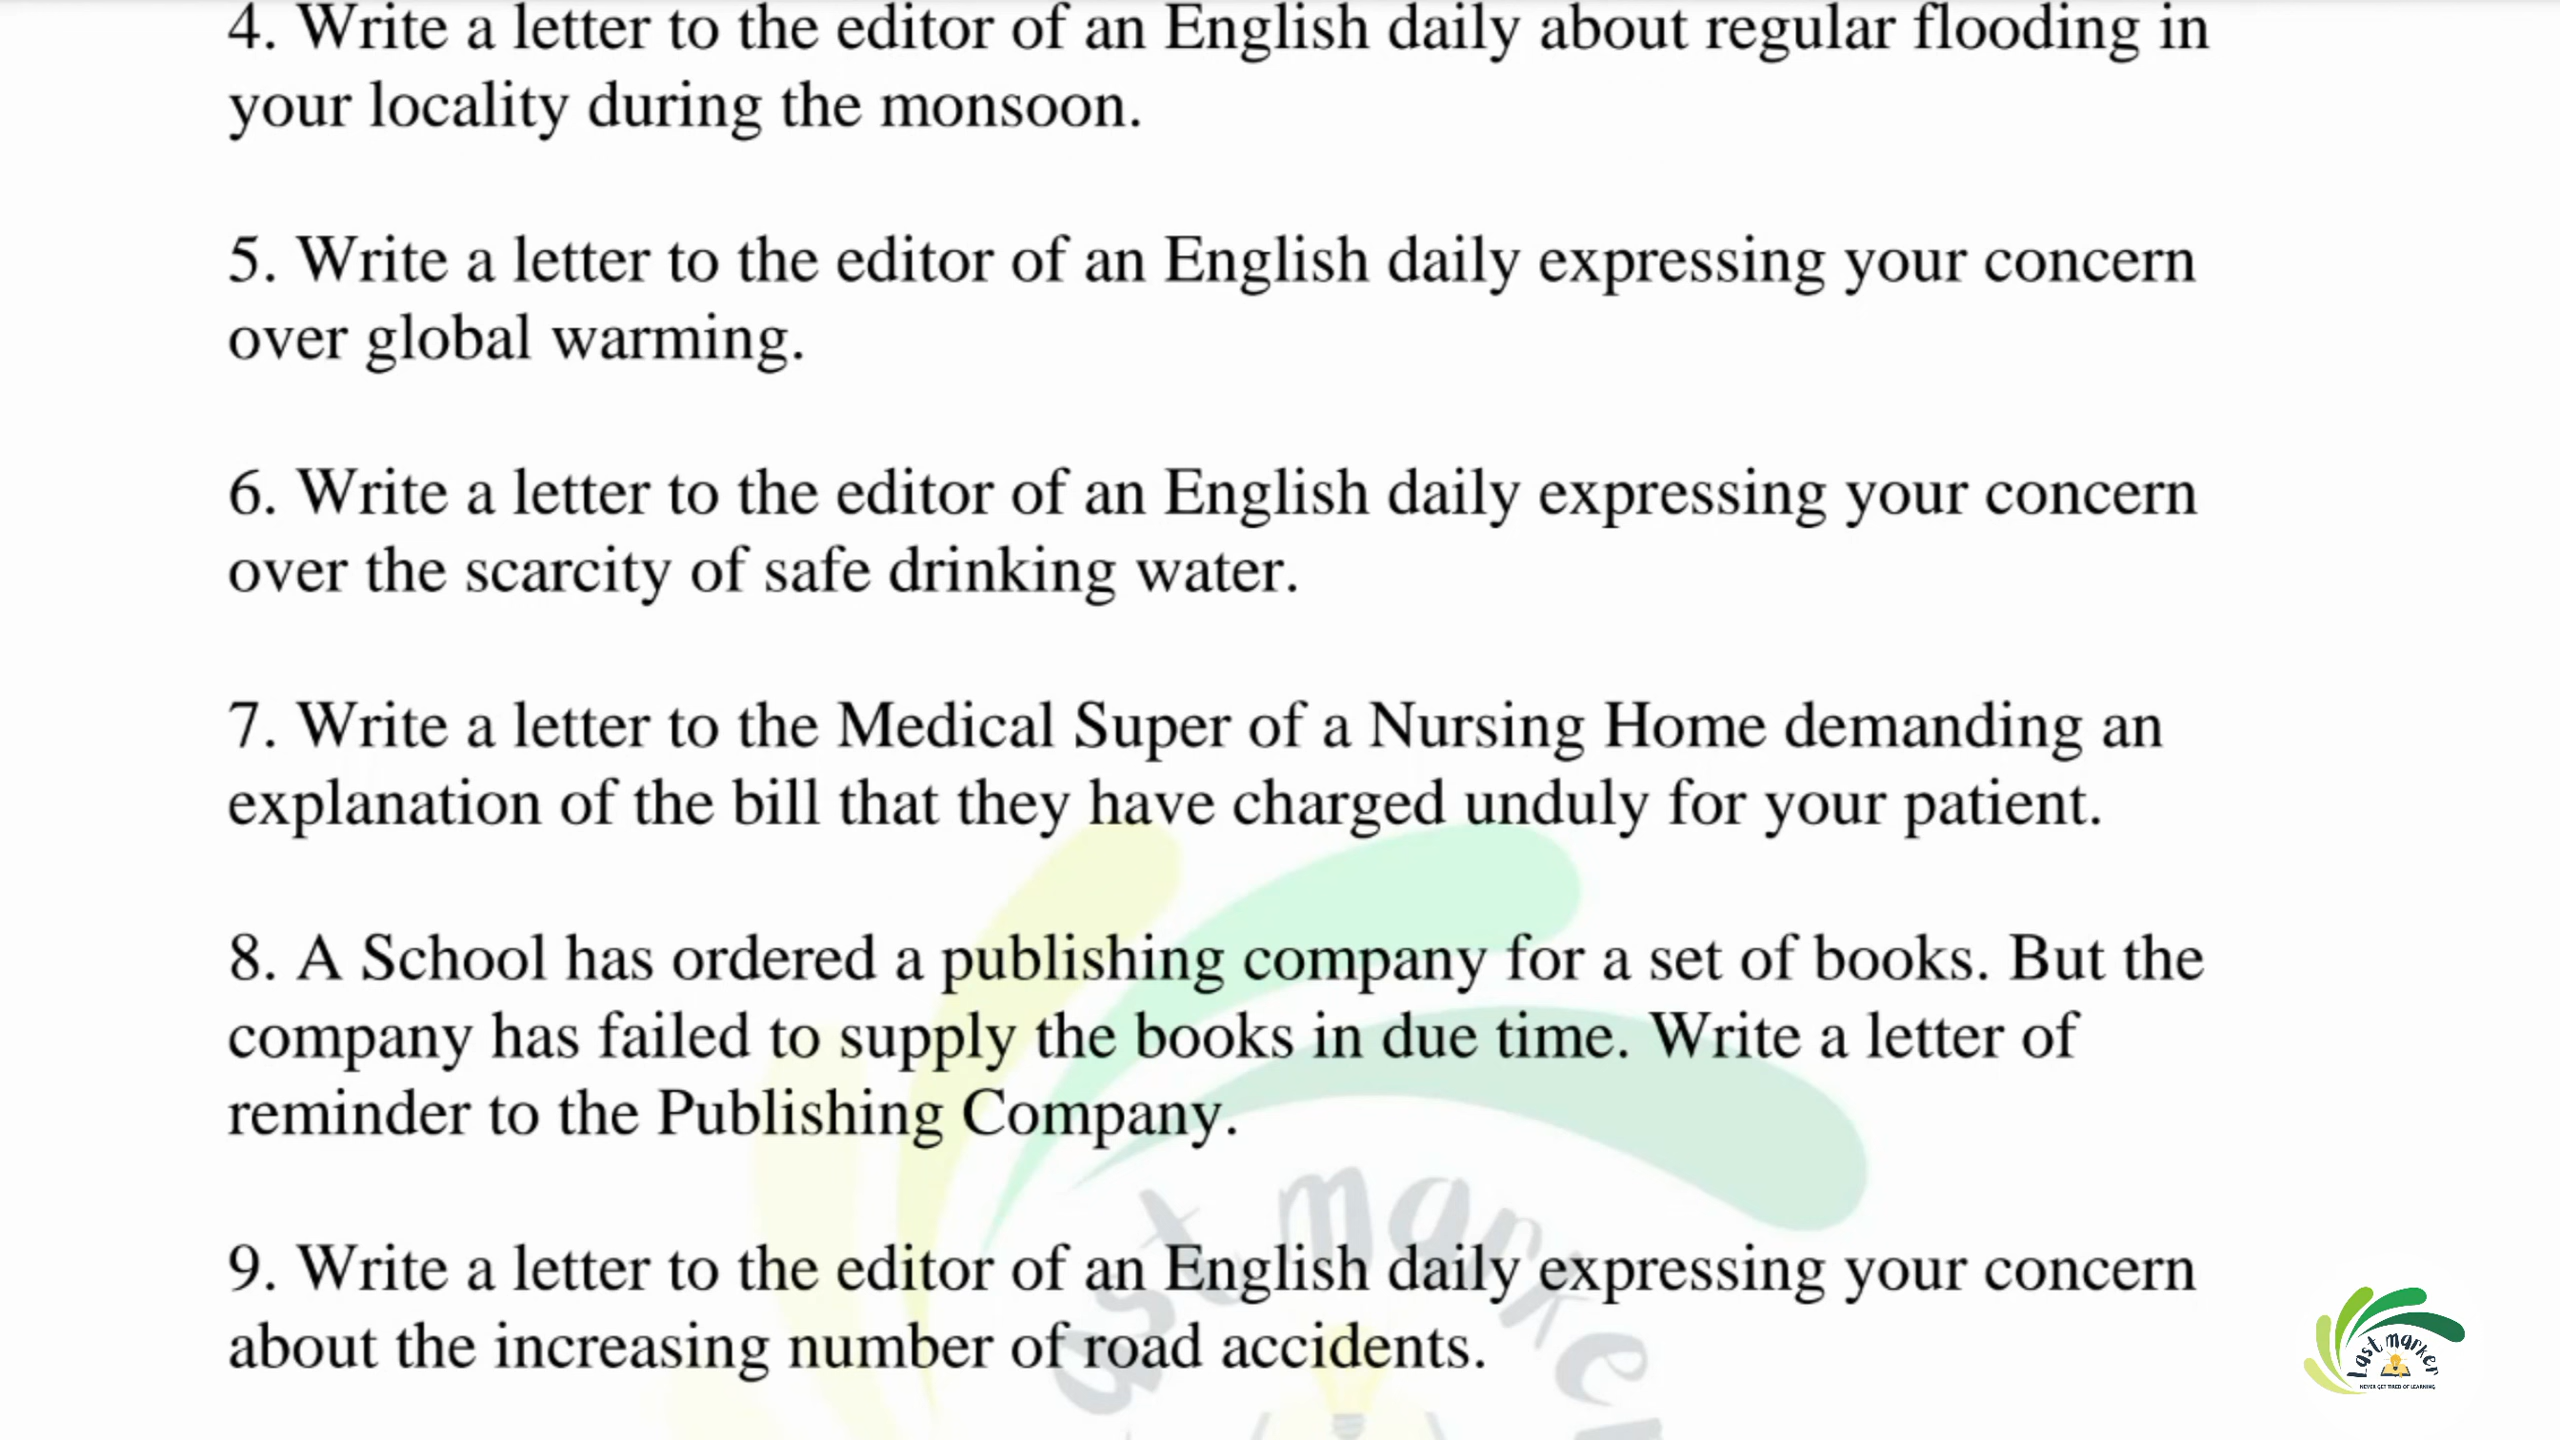 4. Write a letter to the editor of an English daily about regular flooding in
your locality during the monsoon.
5. Write a letter to the editor of an English daily expressing your concern
over global warming.
6. Write a letter to the editor of an English daily expressing your concern
over the scarcity of safe drinking water.
7. Write a letter to the Medical Super of a Nursing Home demanding an
explanation of the bill that they have charged unduly for your patient.
8. A School has ordered a publishing company for a set of books. But the
company has failed to supply the books in due time. Write a letter of
reminder to the Publishing Company.
9. Write a letter to the editor of an English daily expressing your concern
about the increasing number of road accidents.
Last marker
NEVER GET TIRED OF LEARNING